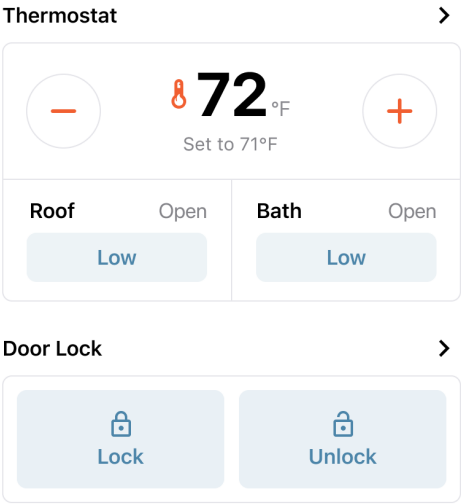 Thermostat
72°F
Set to 71°F
Roof Open Bath Open
Low Low
Door Lock
Lock Unlock